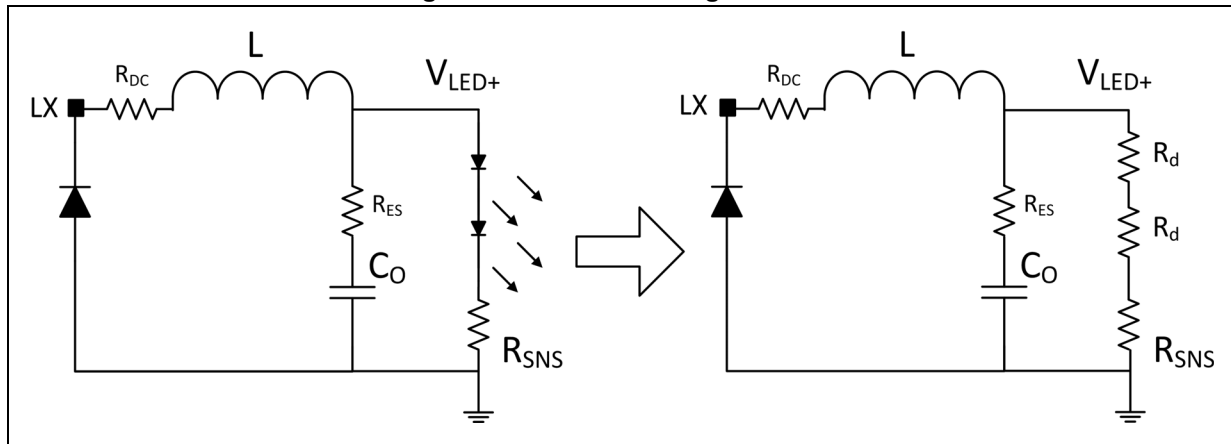 L
R_DC
V_LED+
LX
R_ES
C_O
R_SNS
L
R_DC
V_LED+
LX
R_d
R_ES
R_d
C_O
R_SNS